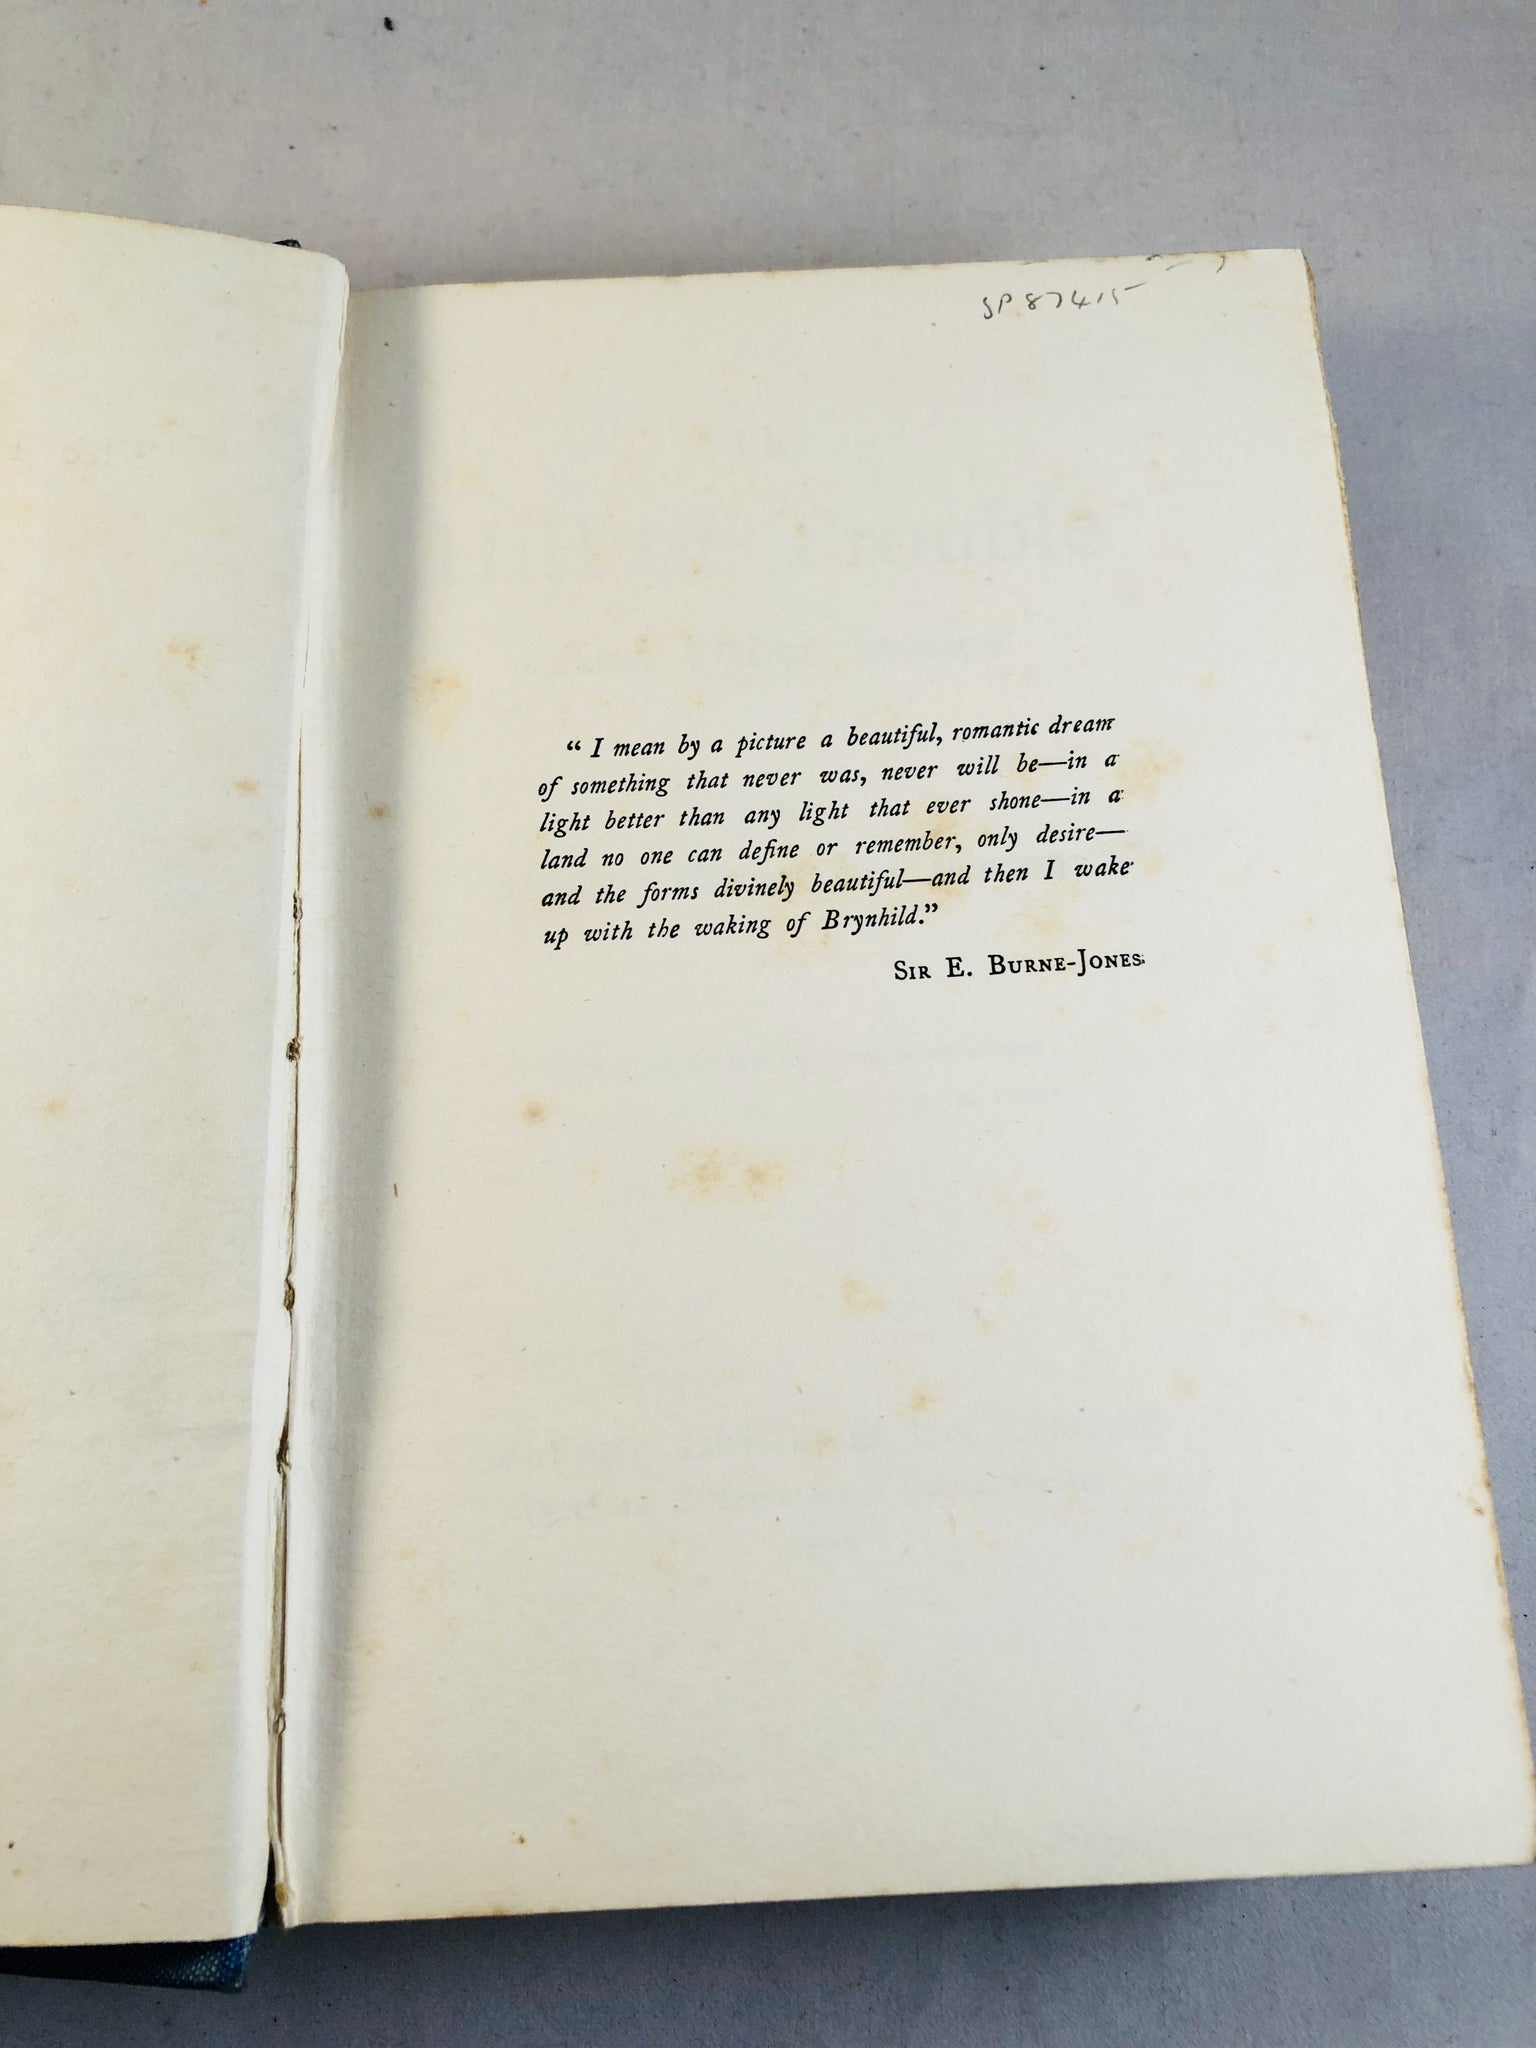 SP 87415
“ I mean by a picture a beautiful, romantic dream
of something that never was, never will be—in a
light better than any light that ever shone—in a
land no one can define or remember, only desire—
and the forms divinely beautiful—and then I wake
up with the waking of Brynhild.”
SIR E. BURNE-JONES.